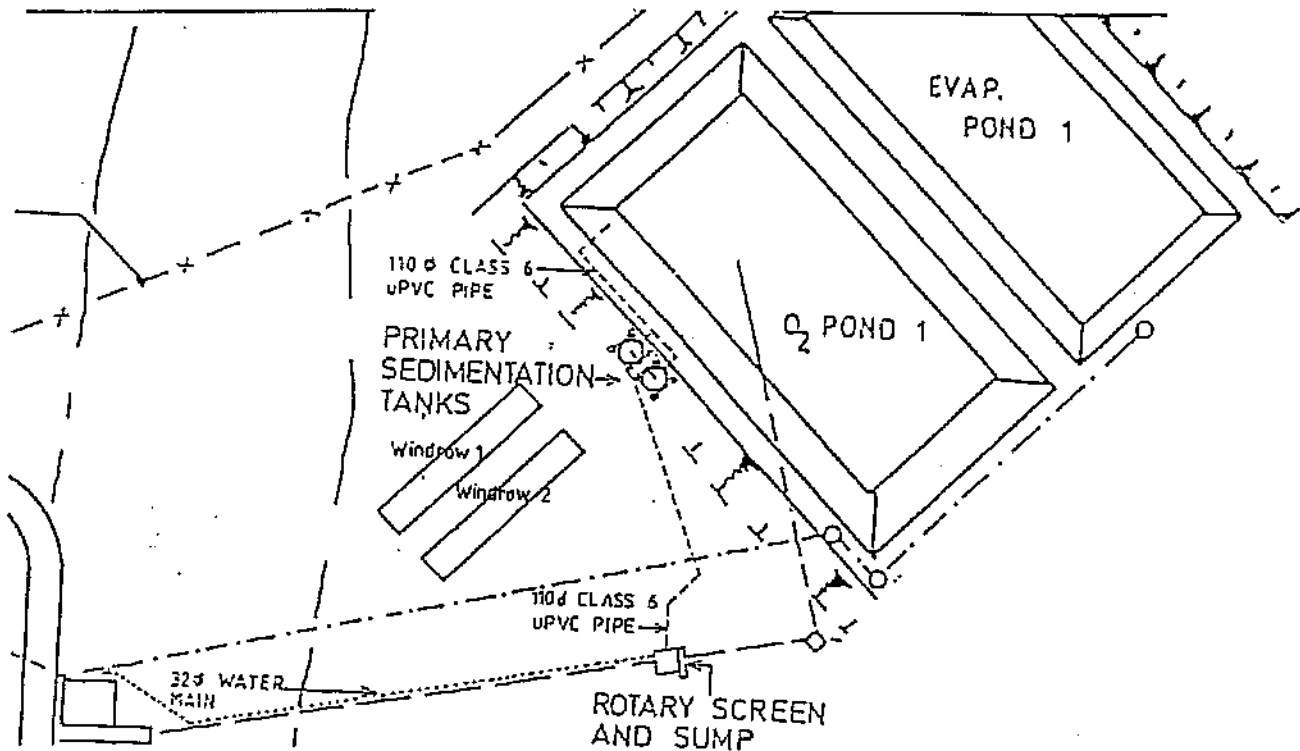 EVAP.
POND 1
110 ø CLASS 6
uPVC PIPE
O2 POND 1
PRIMARY
SEDIMENTATION
TANKS
Windrow 1
Windrow 2
110ø CLASS 6
uPVC PIPE
32ø WATER
MAIN
ROTARY SCREEN
AND SUMP